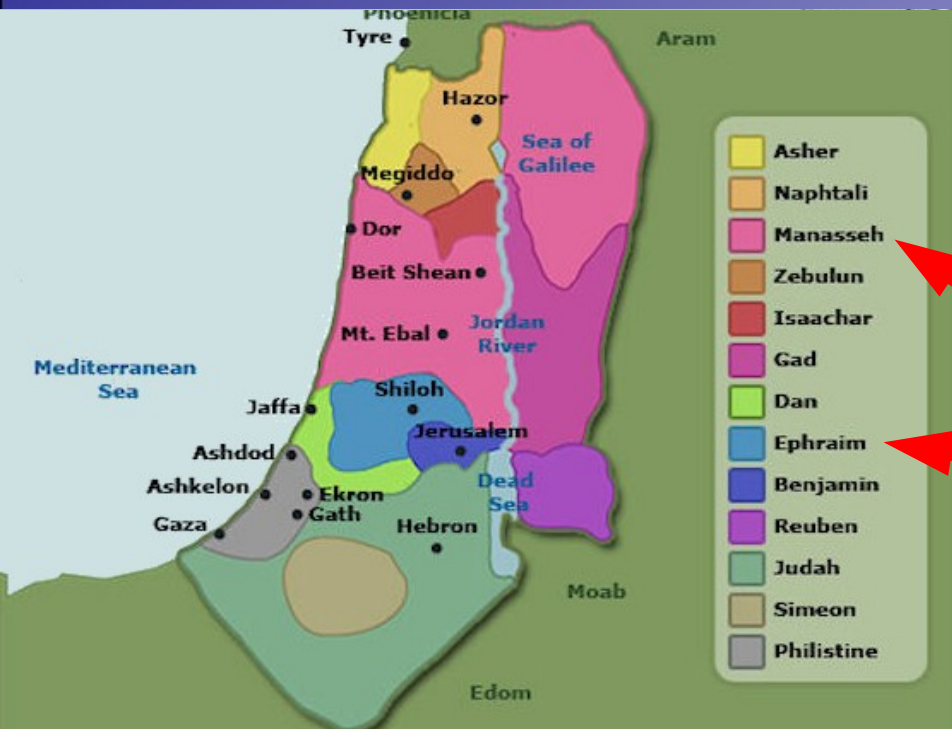 Phoenicia
Tyre
Aram
Hazor
Sea of
Galilee
Megiddo
Dor
Beit Shean
Mt. Ebal
Jordan
River
Mediterranean
Sea
Shiloh
Jaffa
Jerusalem
Ashdod
Dead
Sea
Ashkelon
Ekron
Gath
Gaza
Hebron
Moab
Edom
Asher
Naphtali
Manasseh
Zebulun
Isaachar
Gad
Dan
Ephraim
Benjamin
Reuben
Judah
Simeon
Philistine